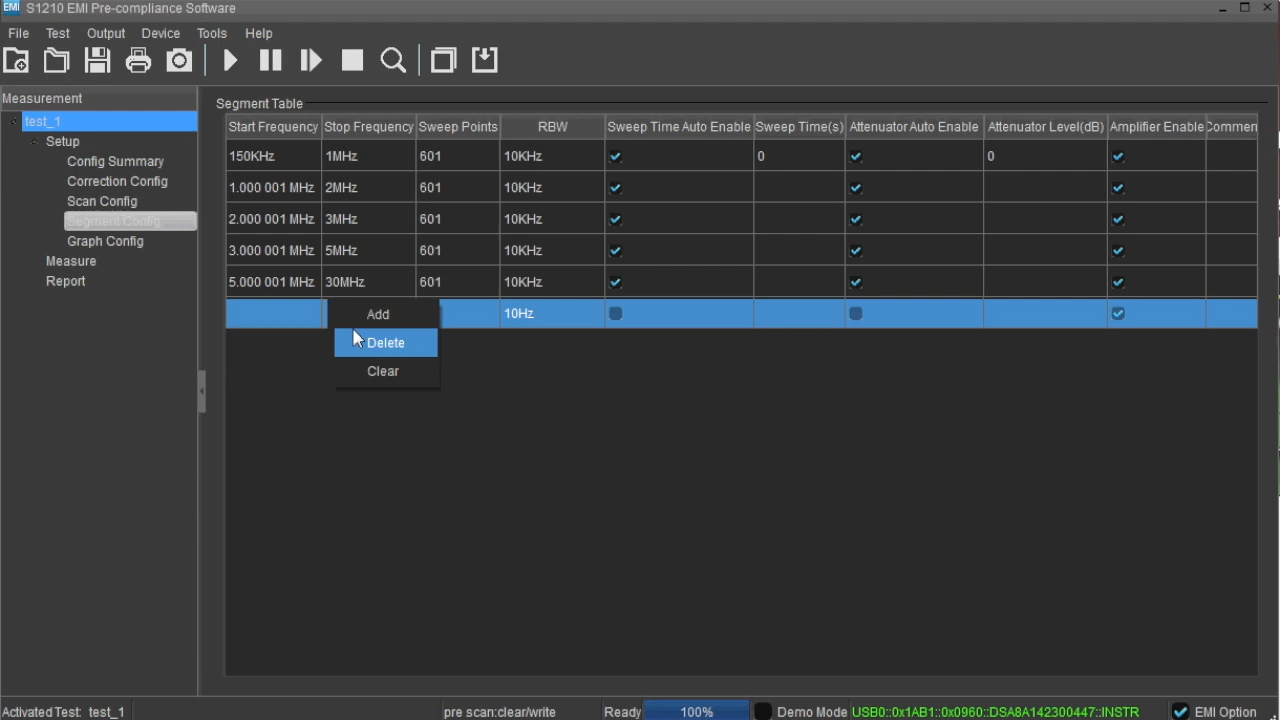 EMI S1210 EMI Pre-compliance Software
File Test Output Device Tools Help
Measurement
test_1
Setup
Config Summary
Correction Config
Scan Config
Segment Config
Graph Config
Measure
Report
Segment Table
Start Frequency Stop Frequency Sweep Points RBW Sweep Time Auto Enable Sweep Time(s) Attenuator Auto Enable Attenuator Level(dB) Amplifier Enable Commen
150KHz 1MHz 601 10KHz 0 0
1.000 001 MHz 2MHz 601 10KHz
2.000 001 MHz 3MHz 601 10KHz
3.000 001 MHz 5MHz 601 10KHz
5.000 001 MHz 30MHz 601 10KHz
10Hz
Add
Delete
Clear
Activated Test: test_1 pre scan:clear/write Ready 100% Demo Mode USB0::0x1AB1::0x0960::DSA8A142300447::INSTR EMI Option